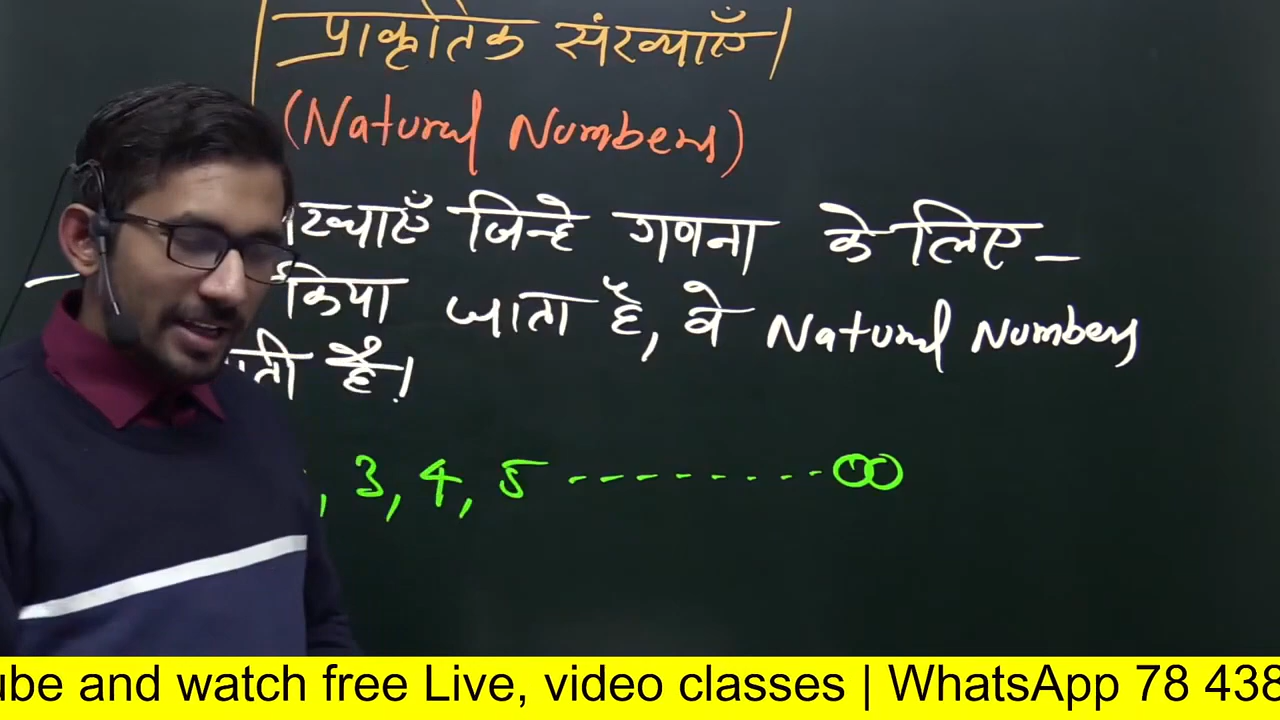 प्राकृतिक संख्याएँ
(Natural Numbers)
जिन्हे गणना के लिए -
किया जाता है, वे Natural Numbers
है।
, 3, 4, 5 --------
ube and watch free Live, video classes | WhatsApp 78 438